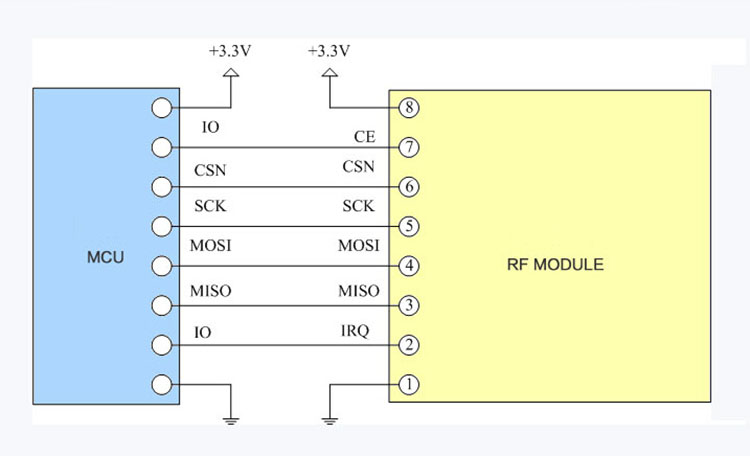 +3.3V +3.3V
8
IO CE
7
CSN CSN
6
SCK SCK
5
MOSI MOSI
MCU RF MODULE
4
MISO MISO
3
IO IRQ
2
1